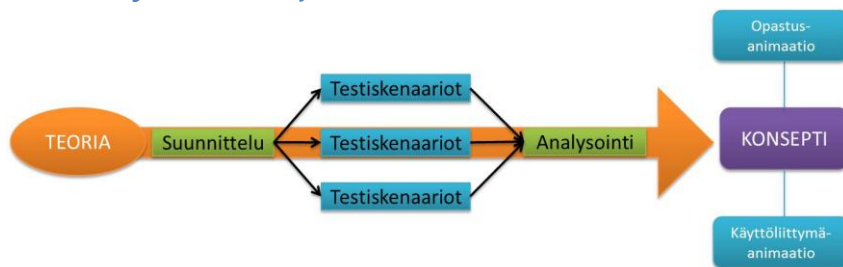 Opastus-
animaatio
Testiskenaariot
TEORIA
Suunnittelu
Testiskenaariot
Analysointi
KONSEPTI
Testiskenaariot
Käyttöliittymä-
animaatio